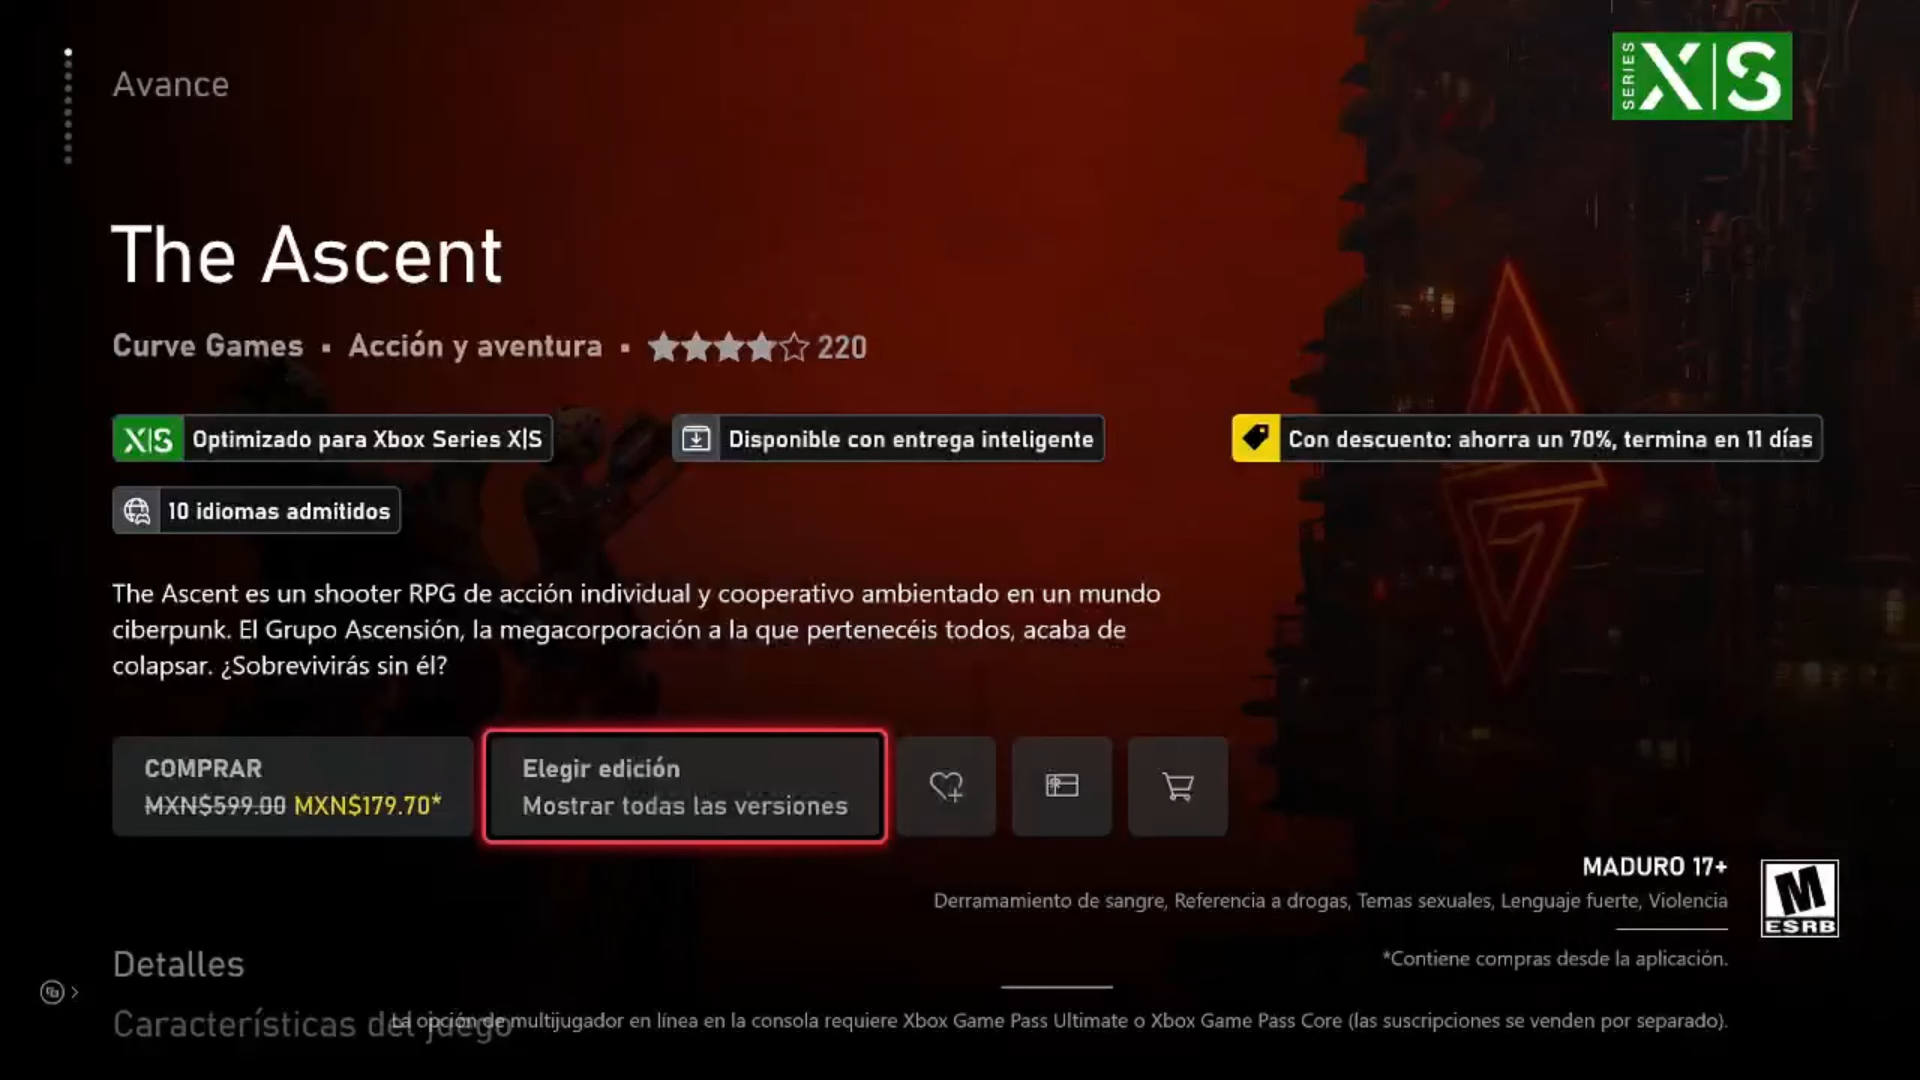 Avance
SERIES X|S
The Ascent
Curve Games ▪ Acción y aventura ▪ 220
X|S Optimizado para Xbox Series X|S
Disponible con entrega inteligente
Con descuento: ahorra un 70%, termina en 11 días
10 idiomas admitidos
The Ascent es un shooter RPG de acción individual y cooperativo ambientado en un mundo
ciberpunk. El Grupo Ascensión, la megacorporación a la que pertenecéis todos, acaba de
colapsar. ¿Sobrevivirás sin él?
COMPRAR
MXN$599.00 MXN$179.70*
Elegir edición
Mostrar todas las versiones
MADURO 17+
Derramamiento de sangre, Referencia a drogas, Temas sexuales, Lenguaje fuerte, Violencia
M
ESRB
*Contiene compras desde la aplicación.
Detalles
Características del juego
La opción de multijugador en línea en la consola requiere Xbox Game Pass Ultimate o Xbox Game Pass Core (las suscripciones se venden por separado).